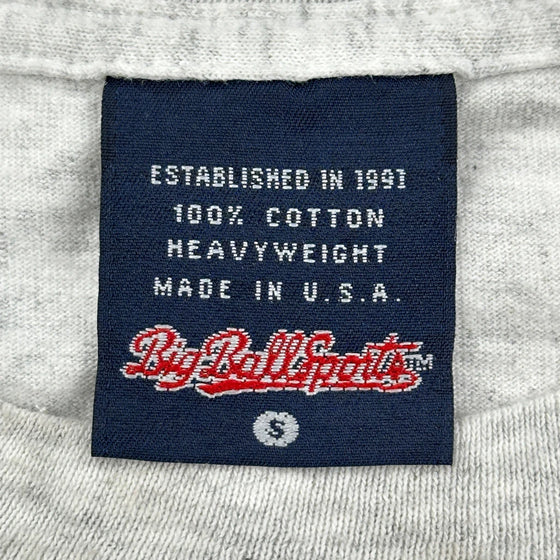 ESTABLISHED IN 1991
100% COTTON
HEAVYWEIGHT
MADE IN U.S.A.
Big Ball Sports™
S